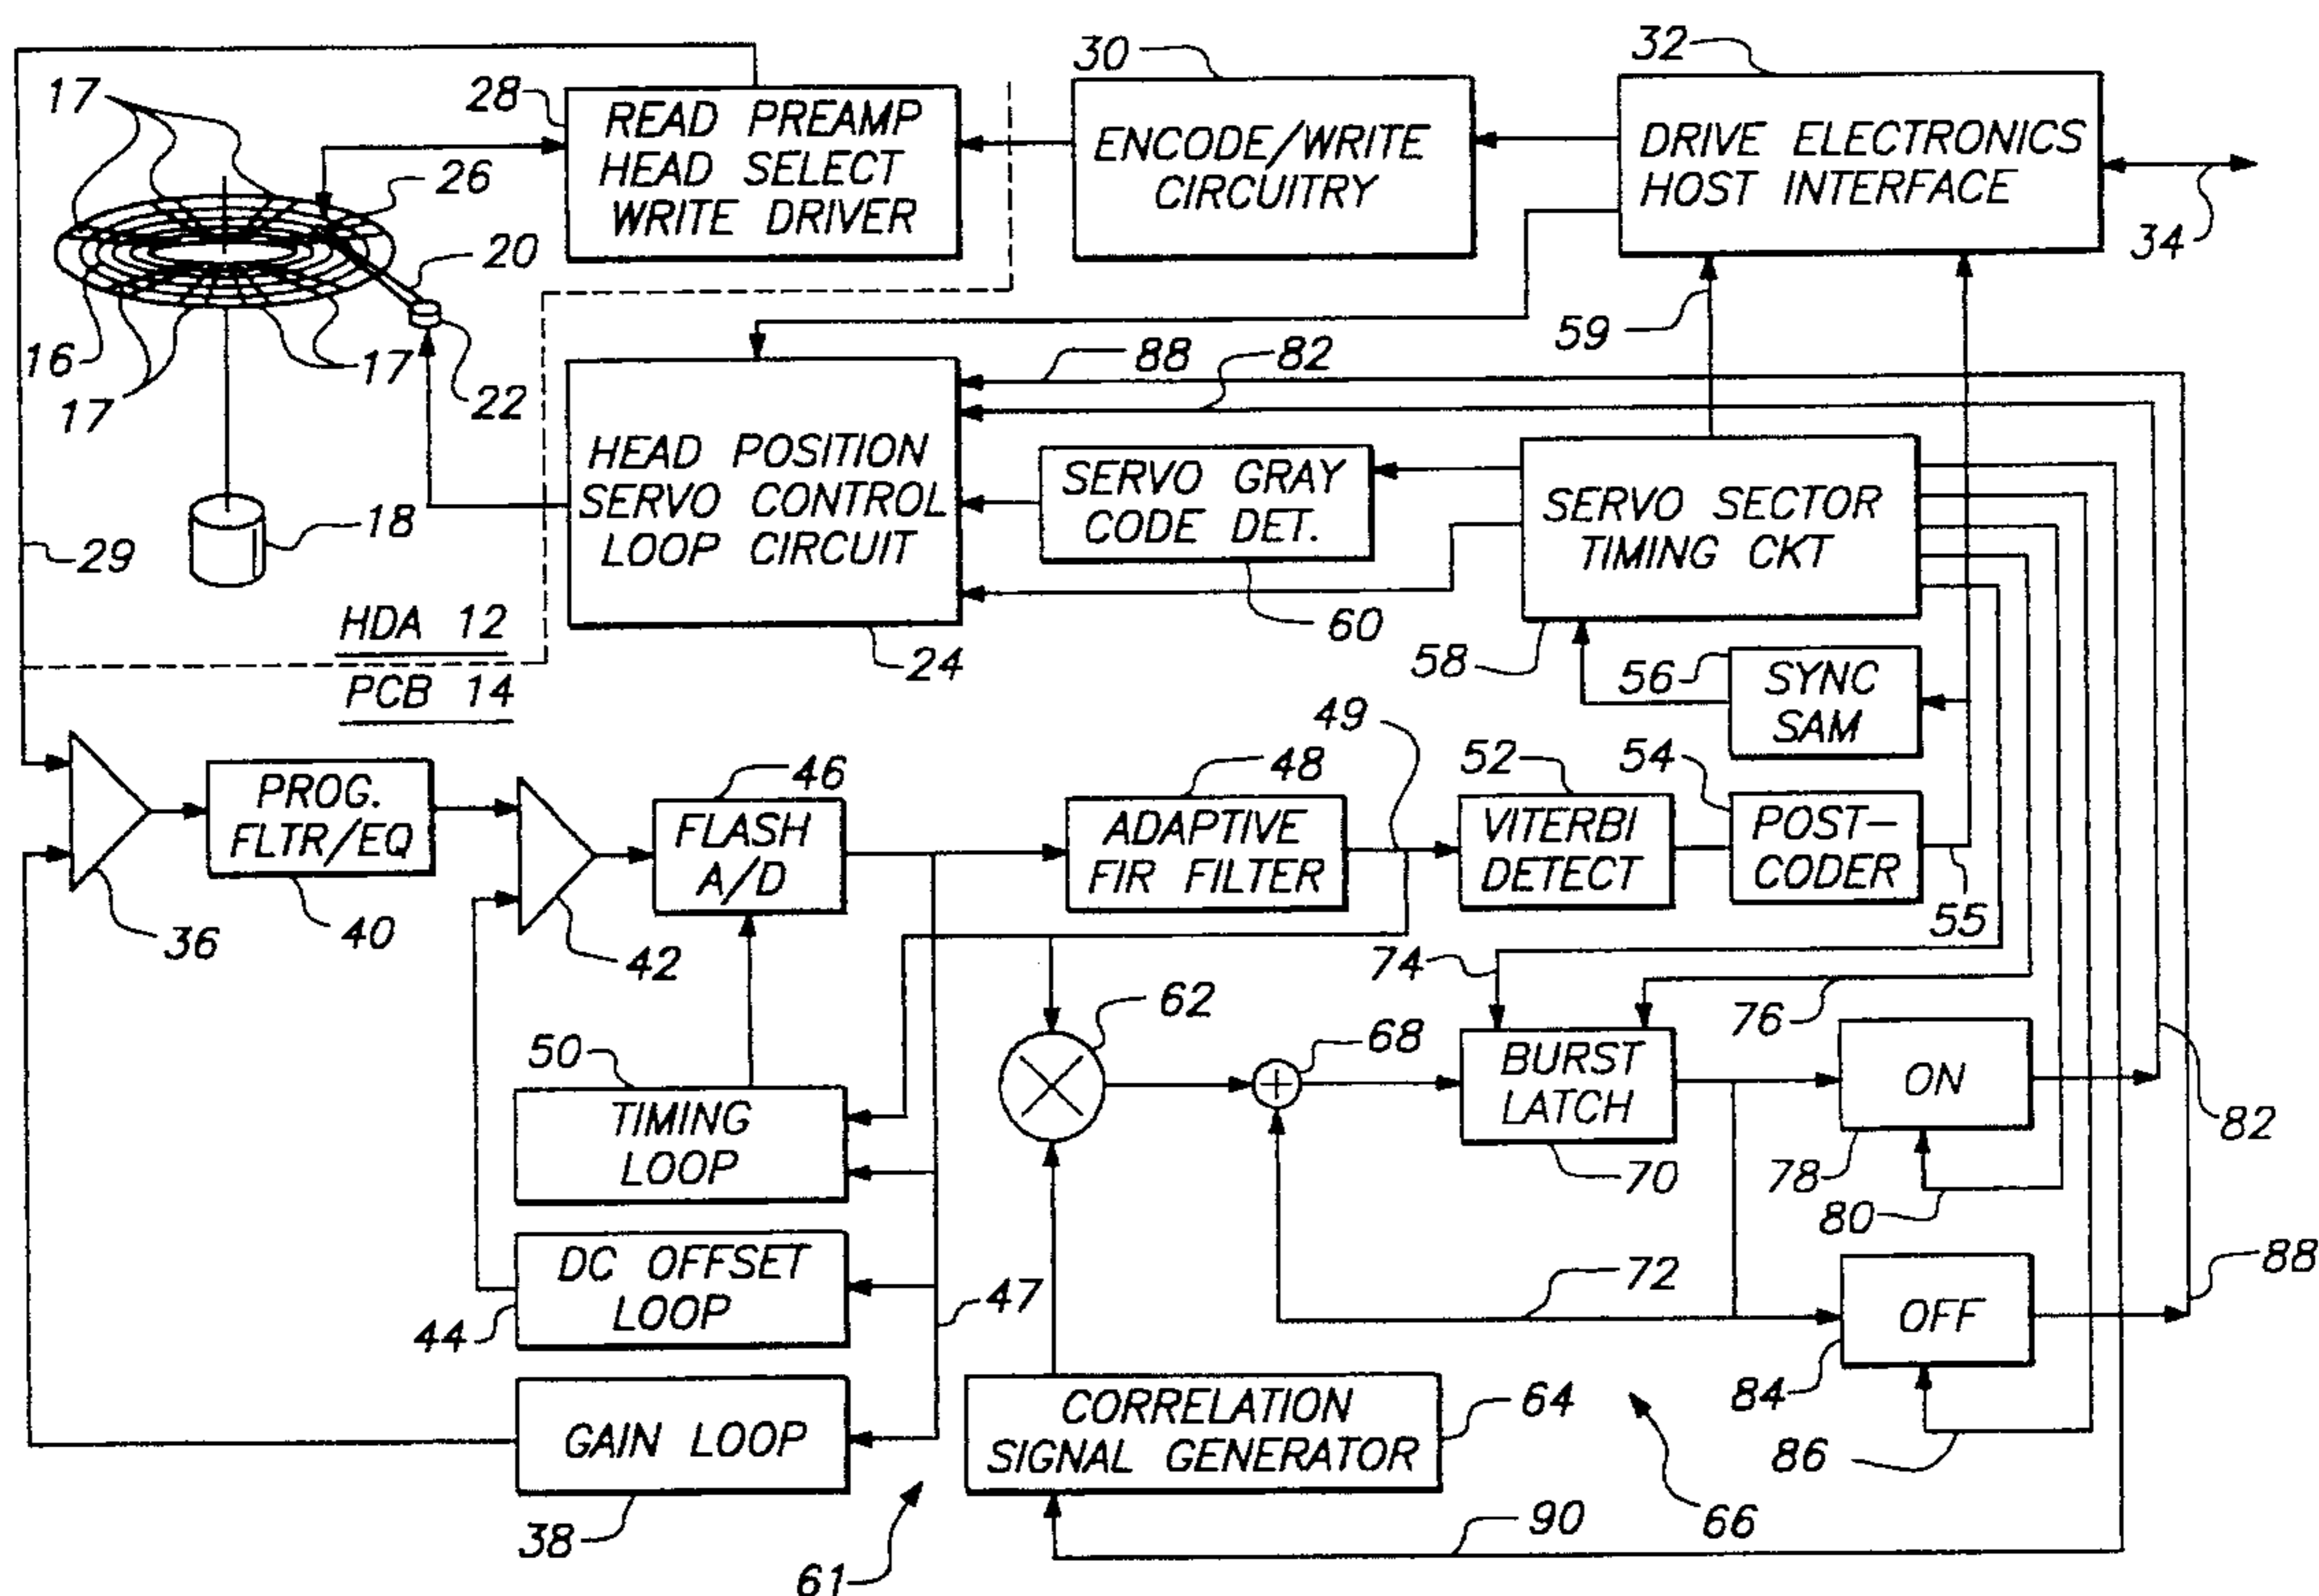 30
32
17
28
READ PREAMP
HEAD SELECT
WRITE DRIVER
ENCODE/WRITE
CIRCUITRY
DRIVE ELECTRONICS
HOST INTERFACE
26
20
34
59
16
17
17
22
88
82
HEAD POSITION
SERVO CONTROL
LOOP CIRCUIT
SERVO GRAY
CODE DET.
SERVO SECTOR
TIMING CKT
18
29
HDA 12
60
24
58
56
SYNC
SAM
PCB 14
49
46
48
52
54
PROG.
FLTR/EQ
FLASH
A/D
ADAPTIVE
FIR FILTER
VITERBI
DETECT
POST-
CODER
36
40
42
55
74
76
62
68
50
TIMING
LOOP
BURST
LATCH
ON
82
70
78
80
DC OFFSET
LOOP
44
47
72
OFF
88
84
86
GAIN LOOP
CORRELATION
SIGNAL GENERATOR
64
66
38
61
90